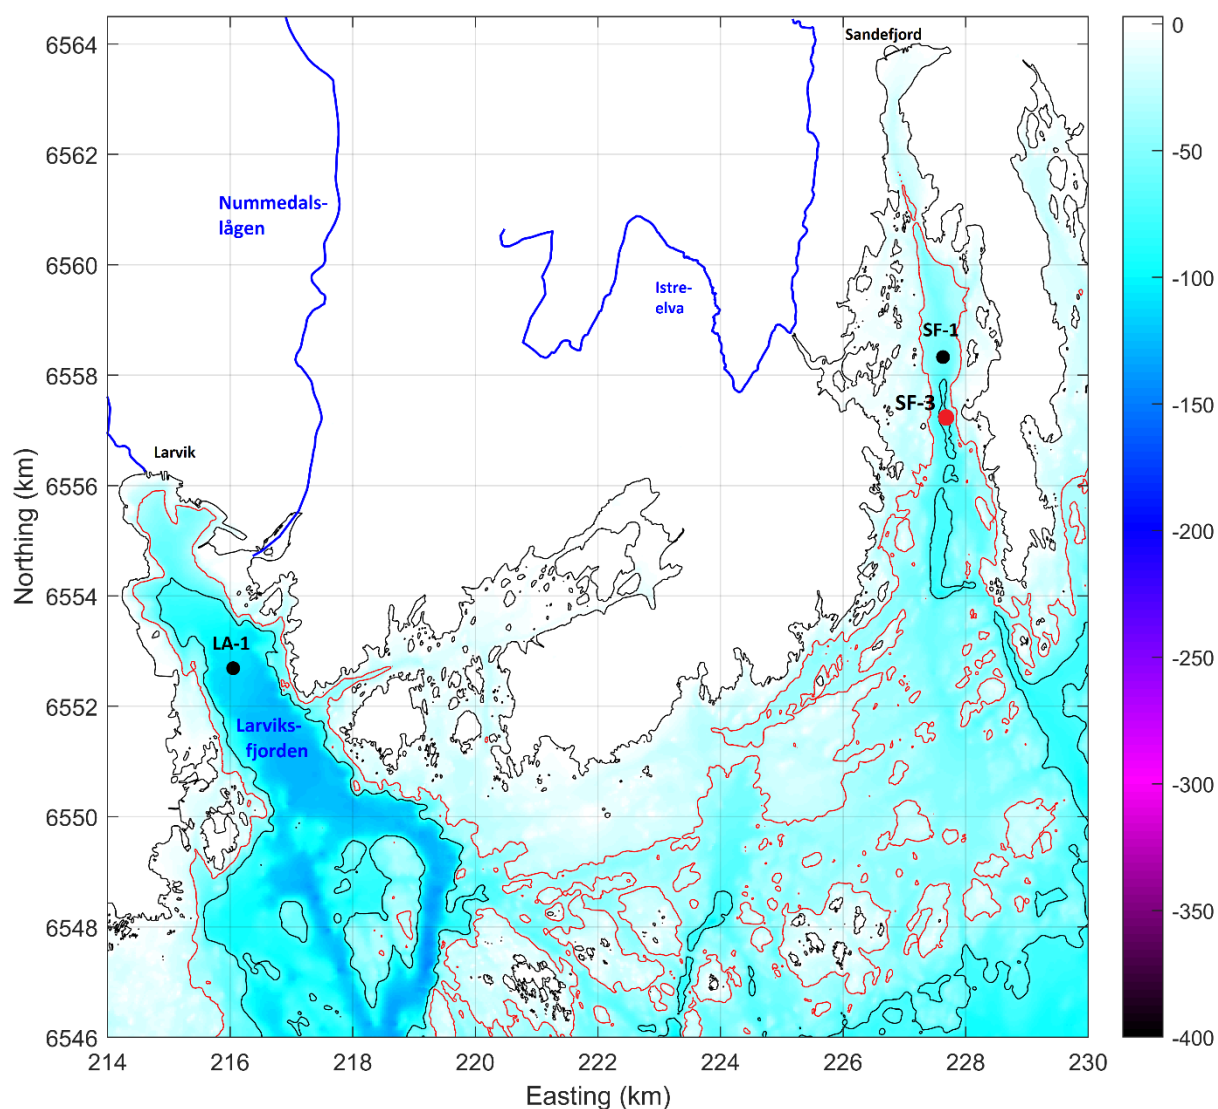 Sandefjord
Nummedals-
lågen
Istre-
elva
SF-1
SF-3
Larvik
LA-1
Larviks-
fjorden
6564
6562
6560
6558
6556
6554
6552
6550
6548
6546
Northing (km)
214
216
218
220
222
224
226
228
230
Easting (km)
0
-50
-100
-150
-200
-250
-300
-350
-400